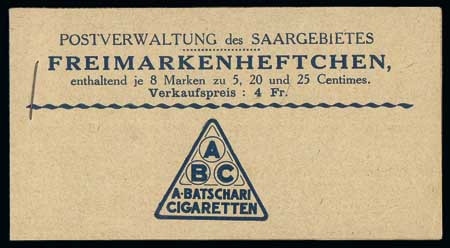 POSTVERWALTUNG des SAARGEBIETES
FREIMARKENHEFTCHEN,
enthaltend je 8 Marken zu 5, 20 und 25 Centimes.
Verkaufspreis : 4 Fr.
A
B C
A·BATSCHARI
CIGARETTEN